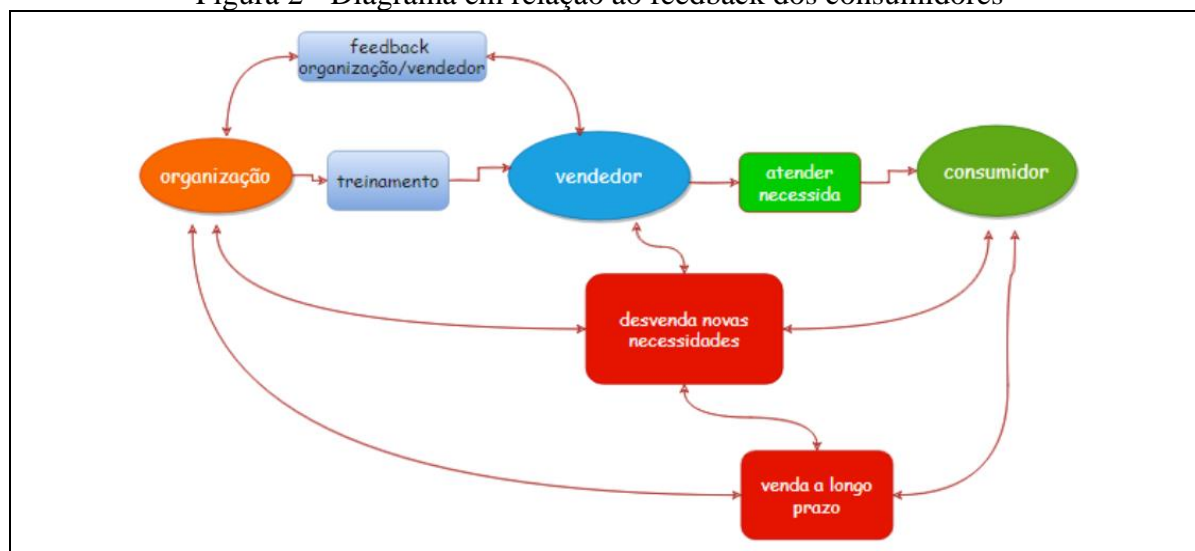 Figura 2 - Diagrama em relação ao feedback dos consumidores
feedback
organização/vendedor
organização
treinamento
vendedor
atender
necessida
consumidor
desvenda novas
necessidades
venda a longo
prazo